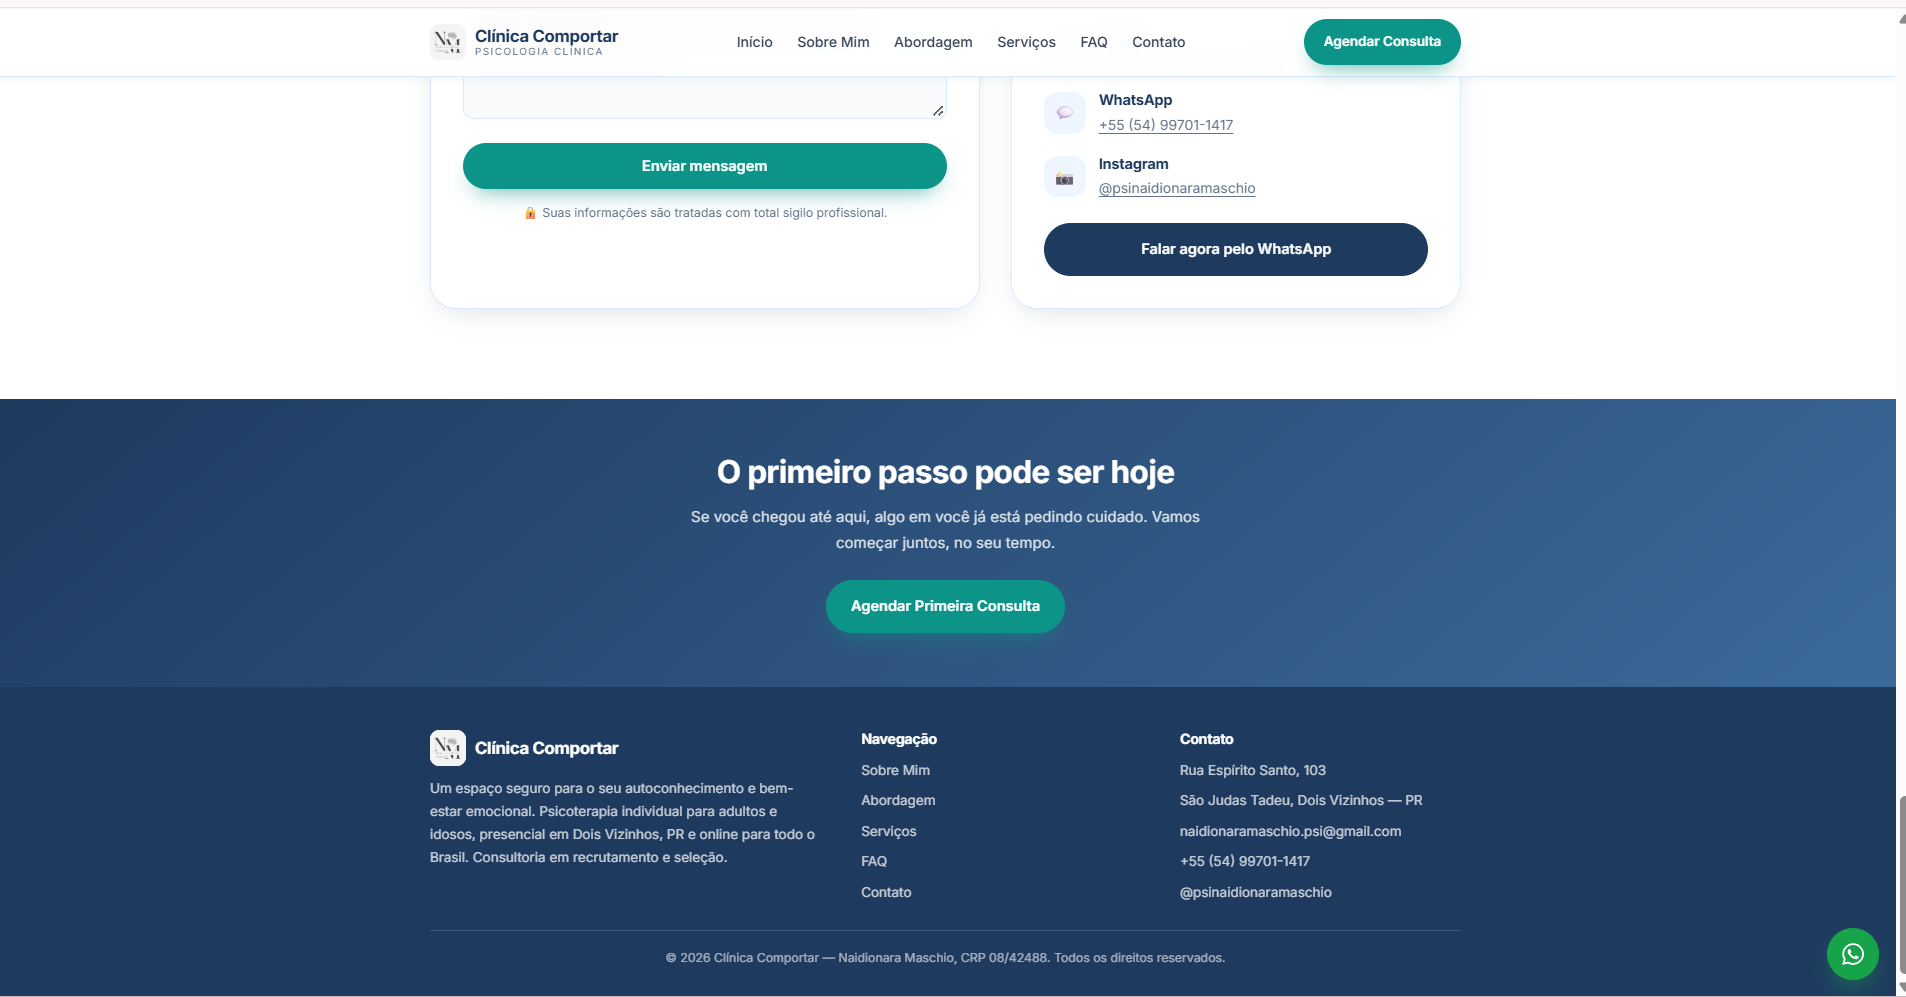 Clínica Comportar
PSICOLOGIA CLÍNICA
Início
Sobre Mim
Abordagem
Serviços
FAQ
Contato
Agendar Consulta
Enviar mensagem
🔒 Suas informações são tratadas com total sigilo profissional.
WhatsApp
+55 (54) 99701-1417
Instagram
@psinaidionaramaschio
Falar agora pelo WhatsApp
O primeiro passo pode ser hoje
Se você chegou até aqui, algo em você já está pedindo cuidado. Vamos
começar juntos, no seu tempo.
Agendar Primeira Consulta
NM
Clínica Comportar
Um espaço seguro para o seu autoconhecimento e bem-
estar emocional. Psicoterapia individual para adultos e
idosos, presencial em Dois Vizinhos, PR e online para todo o
Brasil. Consultoria em recrutamento e seleção.
Navegação
Sobre Mim
Abordagem
Serviços
FAQ
Contato
Contato
Rua Espírito Santo, 103
São Judas Tadeu, Dois Vizinhos — PR
naidionaramaschio.psi@gmail.com
+55 (54) 99701-1417
@psinaidionaramaschio
© 2026 Clínica Comportar — Naidionara Maschio, CRP 08/42488. Todos os direitos reservados.